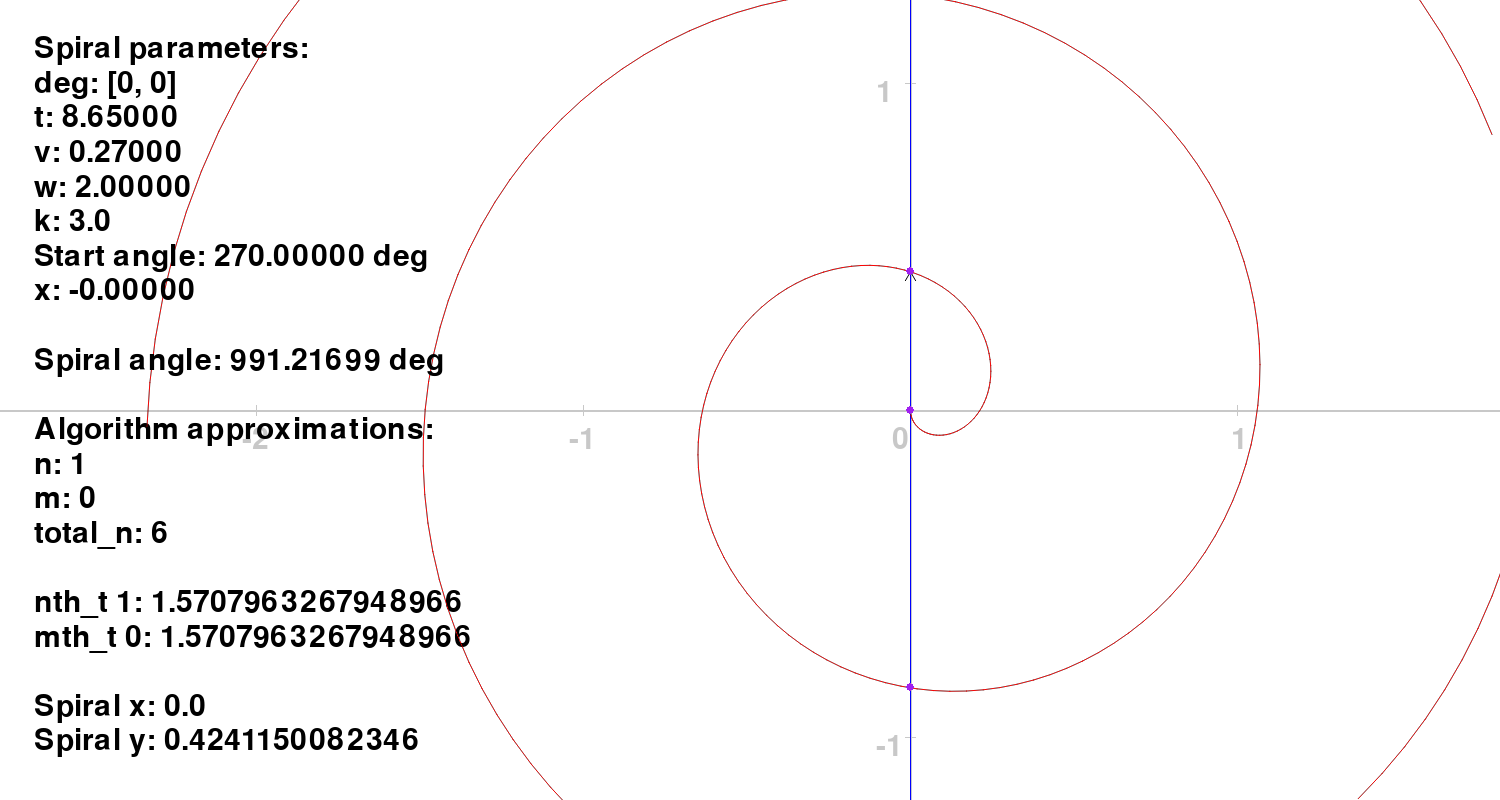 Spiral parameters:
deg: [0, 0]
t: 8.65000
v: 0.27000
w: 2.00000
k: 3.0
Start angle: 270.00000 deg
x: -0.00000
Spiral angle: 991.21699 deg
Algorithm approximations:
n: 1
m: 0
total_n: 6
nth_t 1: 1.5707963267948966
mth_t 0: 1.5707963267948966
Spiral x: 0.0
Spiral y: 0.4241150082346
1
-2
-1
0
1
-1